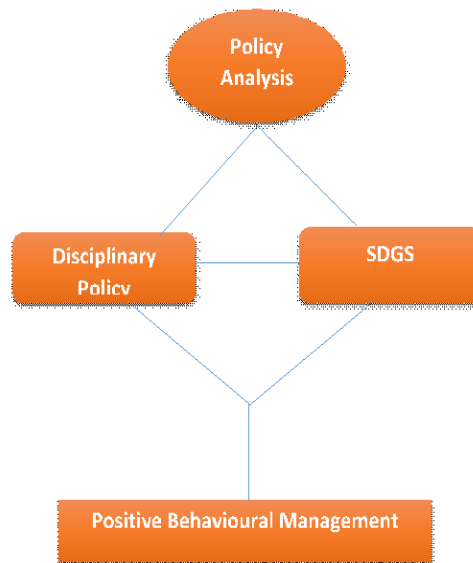 Policy
Analysis
Disciplinary
Policy
SDGS
Positive Behavioural Management